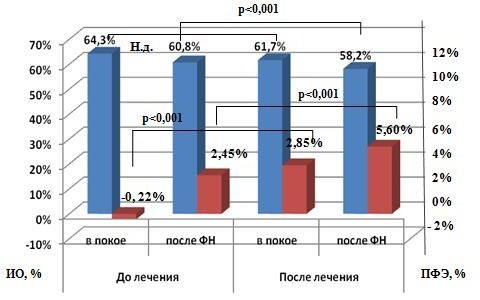 p<0,001
64,3%
Н.д.
60,8%
61,7%
58,2%
70%
60%
50%
40%
30%
20%
10%
0%
-10%
12%
10%
8%
6%
4%
2%
0%
- 2%
p<0,001
p<0,001
-0, 22%
2,45%
2,85%
5,60%
в покое
после ФН
в покое
после ФН
ИО, %
До лечения
После лечения
ПФЭ, %